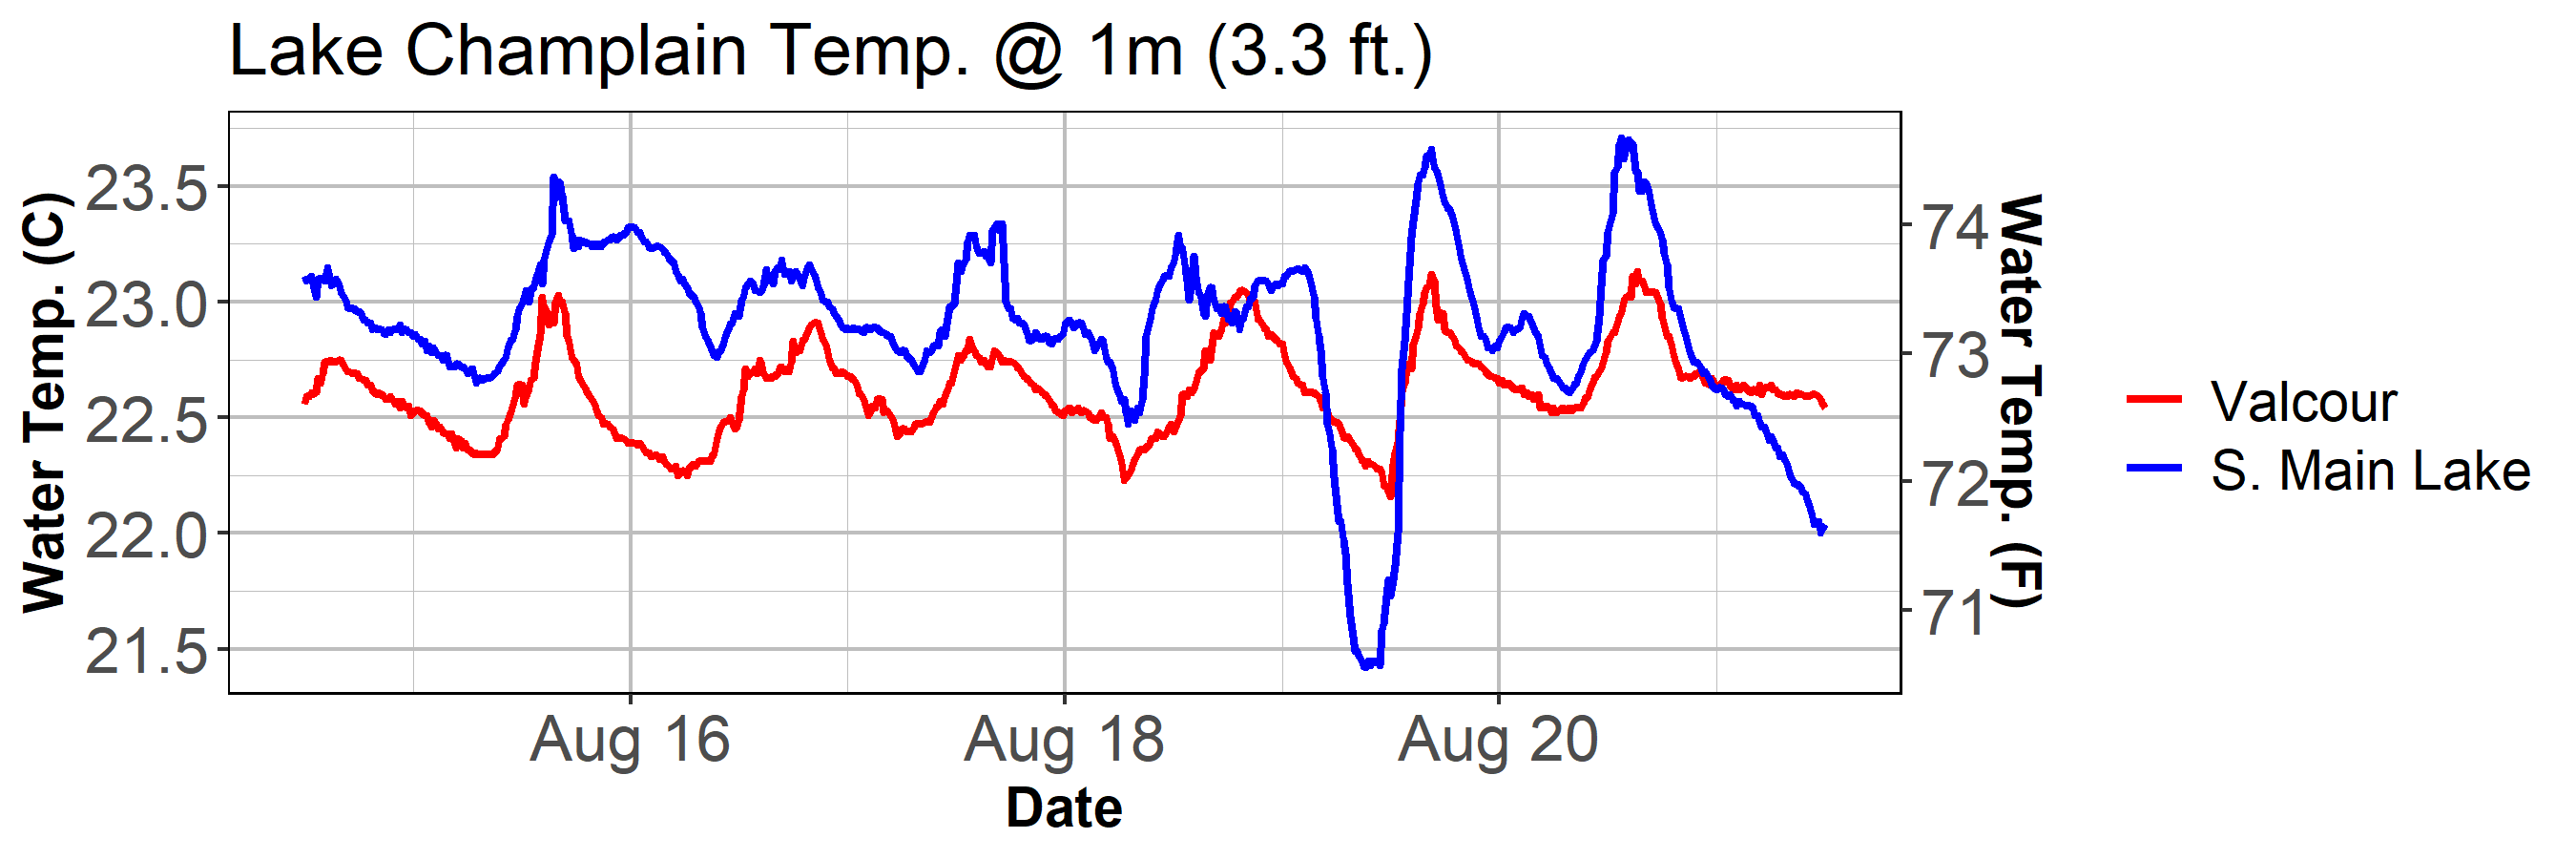 Lake Champlain Temp. @ 1m (3.3 ft.)
Water Temp. (C)
23.5
23.0
22.5
22.0
21.5
74
73
72
71
Water Temp. (F)
Aug 16
Aug 18
Aug 20
Date
Valcour
S. Main Lake